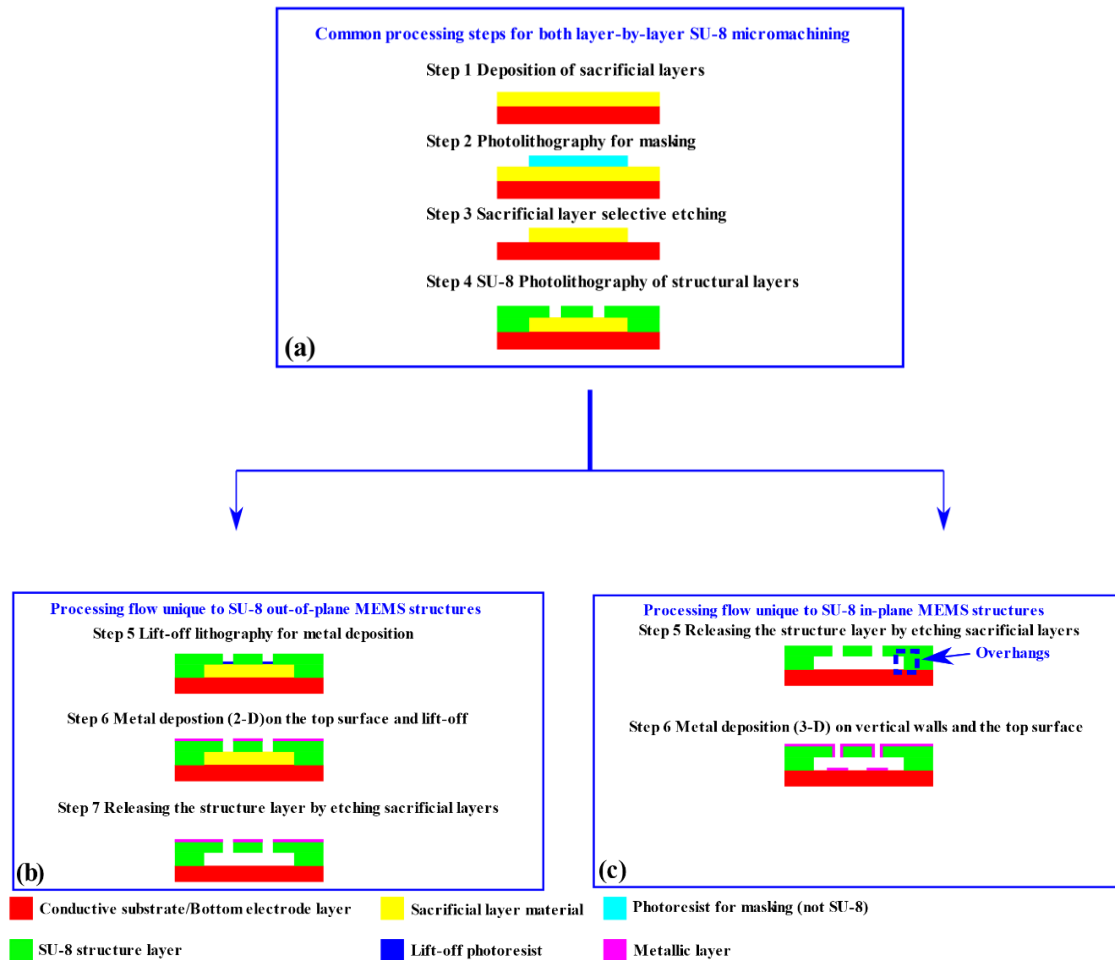 Common processing steps for both layer-by-layer SU-8 micromachining
Step 1 Deposition of sacrificial layers
Step 2 Photolithography for masking
Step 3 Sacrificial layer selective etching
Step 4 SU-8 Photolithography of structural layers
(a)
Processing flow unique to SU-8 out-of-plane MEMS structures
Step 5 Lift-off lithography for metal deposition
Step 6 Metal depostion (2-D)on the top surface and lift-off
Step 7 Releasing the structure layer by etching sacrificial layers
(b)
Processing flow unique to SU-8 in-plane MEMS structures
Step 5 Releasing the structure layer by etching sacrificial layers
Overhangs
Step 6 Metal deposition (3-D) on vertical walls and the top surface
(c)
Conductive substrate/Bottom electrode layer
Sacrificial layer material
Photoresist for masking (not SU-8)
SU-8 structure layer
Lift-off photoresist
Metallic layer